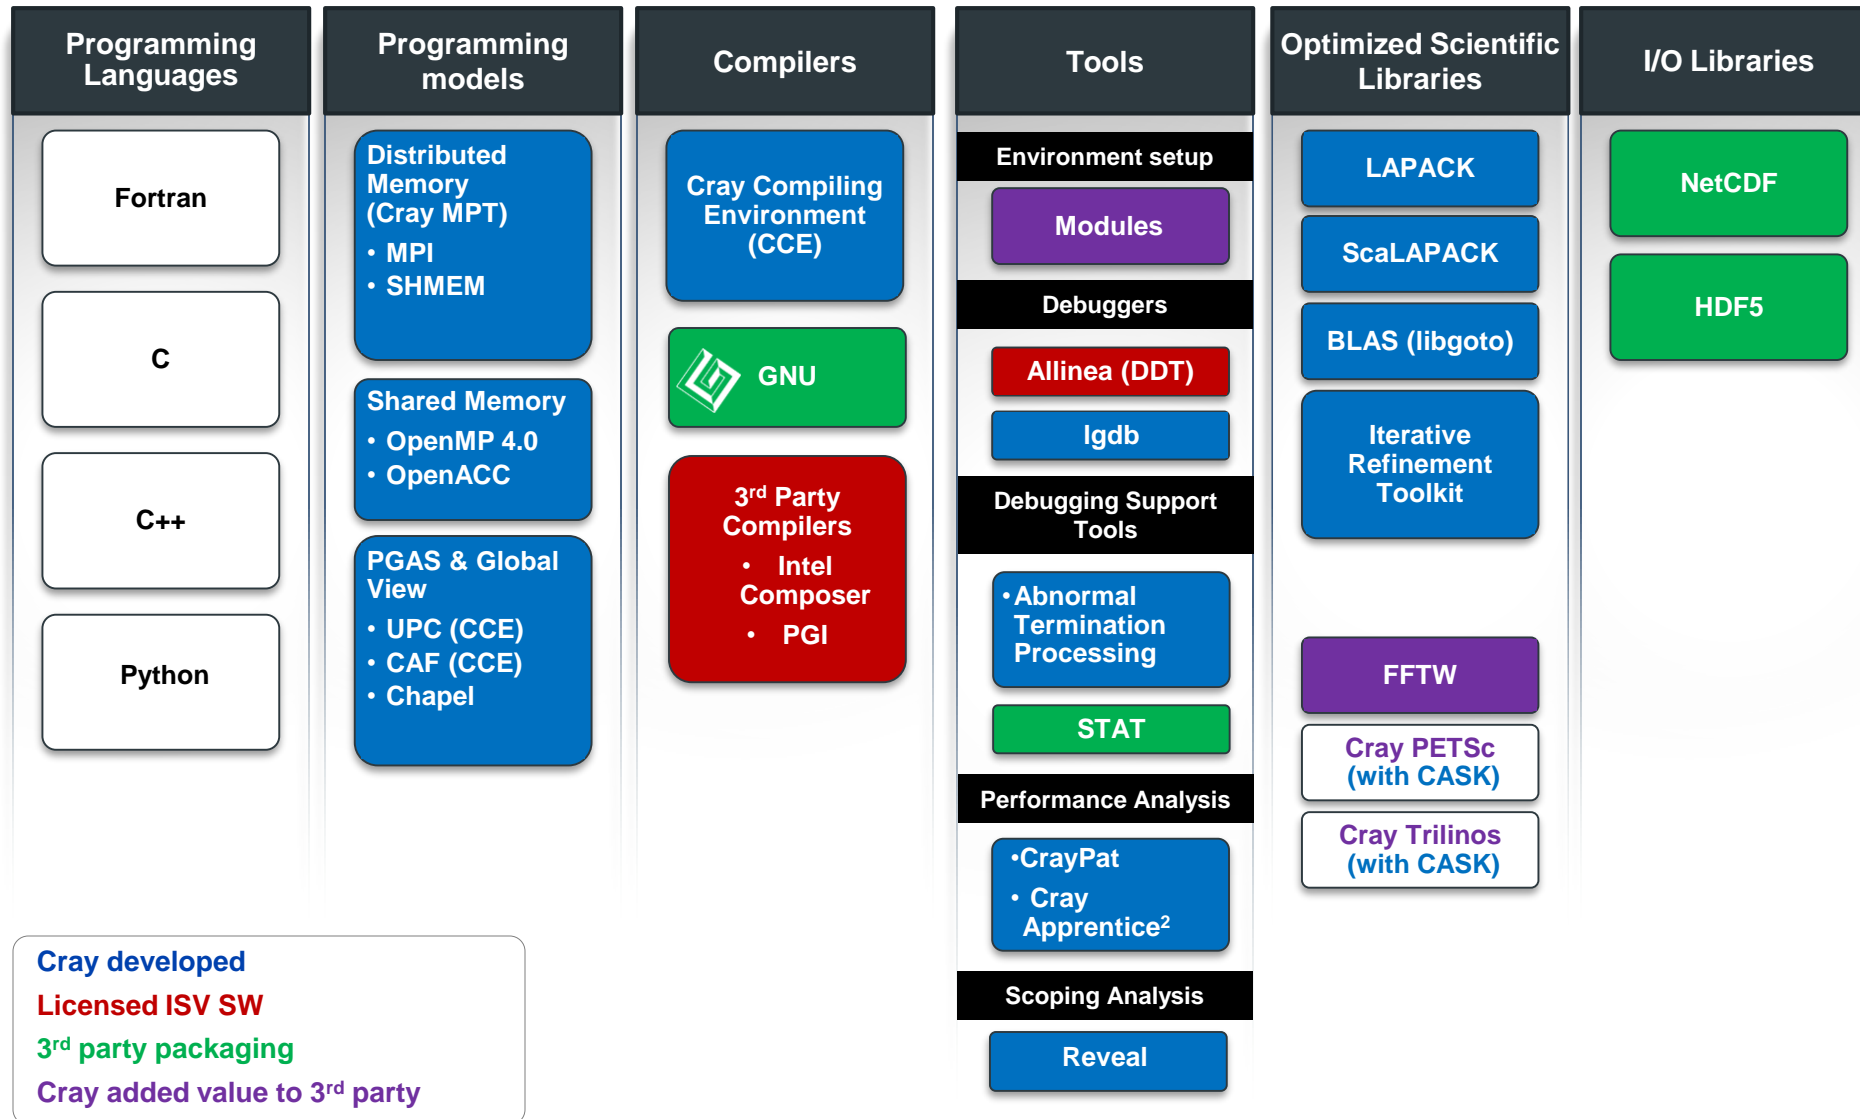 Programming
Languages
Fortran
C
C++
Python
Programming
models
Distributed
Memory
(Cray MPT)
• MPI
• SHMEM
Shared Memory
• OpenMP 4.0
• OpenACC
PGAS & Global
View
• UPC (CCE)
• CAF (CCE)
• Chapel
Compilers
Cray Compiling
Environment
(CCE)
GNU
3rd Party
Compilers
• Intel
Composer
• PGI
Tools
Environment setup
Modules
Debuggers
Allinea (DDT)
lgdb
Debugging Support
Tools
•Abnormal
Termination
Processing
STAT
Performance Analysis
•CrayPat
• Cray
Apprentice2
Scoping Analysis
Reveal
Optimized Scientific
Libraries
LAPACK
ScaLAPACK
BLAS (libgoto)
Iterative
Refinement
Toolkit
FFTW
Cray PETSc
(with CASK)
Cray Trilinos
(with CASK)
I/O Libraries
NetCDF
HDF5
Cray developed
Licensed ISV SW
3rd party packaging
Cray added value to 3rd party